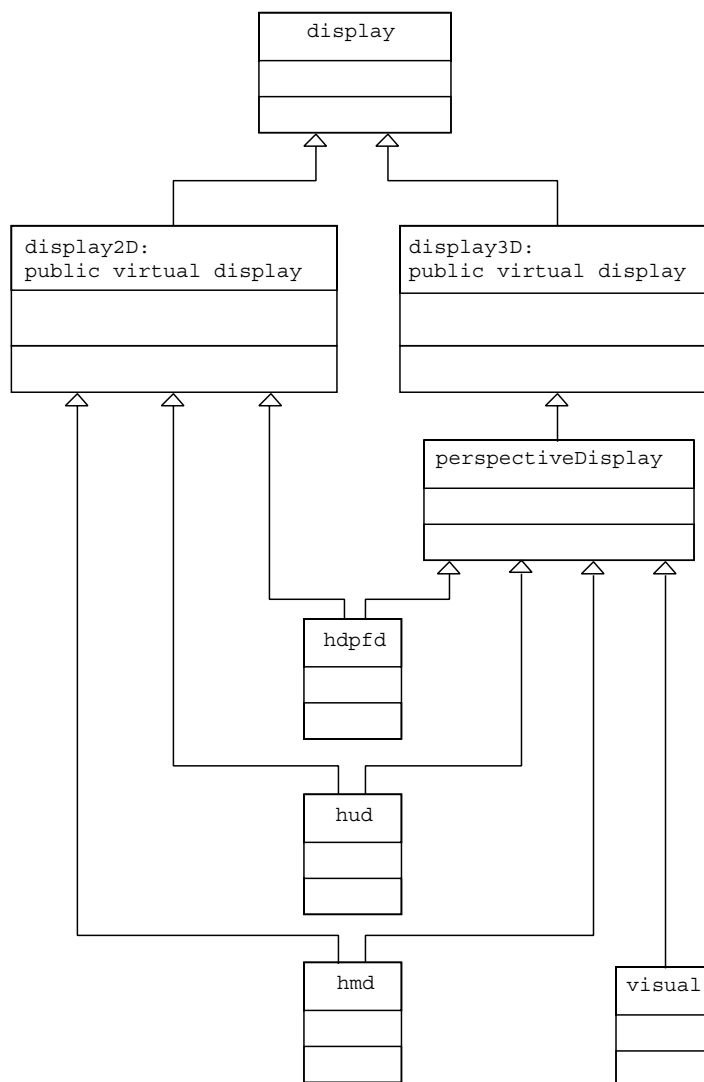 display
display2D:
public virtual display
display3D:
public virtual display
perspectiveDisplay
hdpfd
hud
hmd
visual